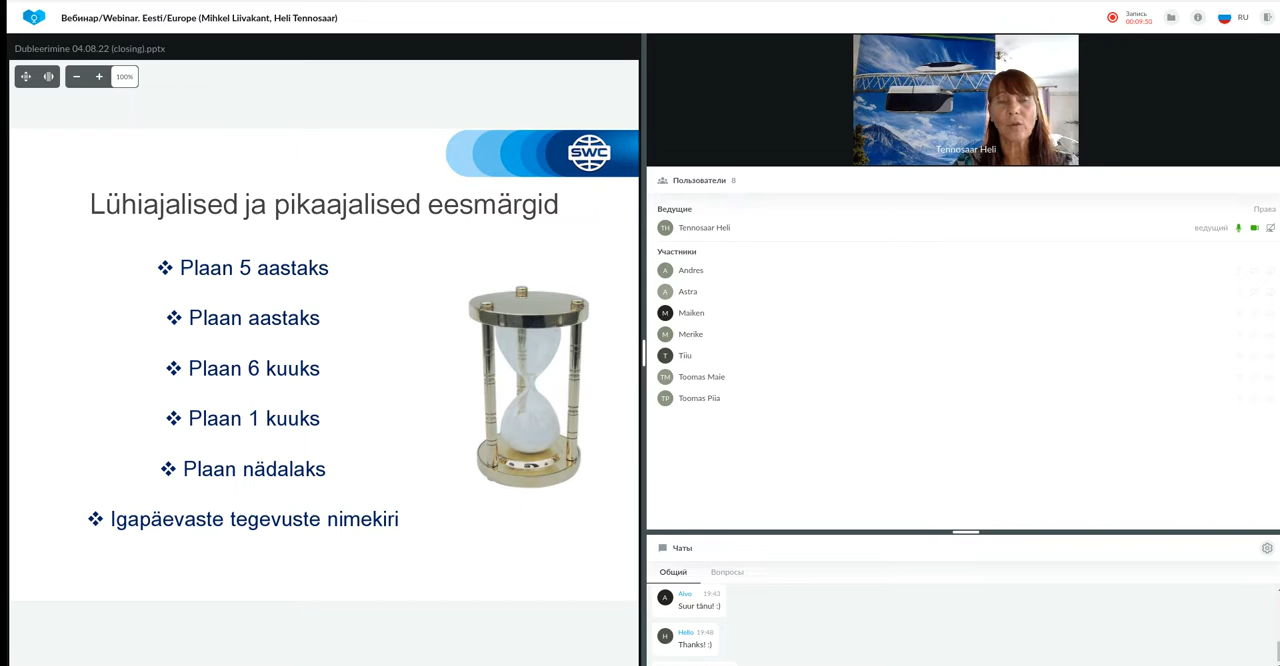 Вебинар/Webinar. Eesti/Europe (Mihkel Liivakant, Heli Tennosaar)
Запись
00:09:50
RU
Dubleerimine 04.08.22 (closing).pptx
100%
SWC
Lühiajalised ja pikaajalised eesmärgid
❖ Plaan 5 aastaks
❖ Plaan aastaks
❖ Plaan 6 kuuks
❖ Plaan 1 kuuks
❖ Plaan nädalaks
❖ Igapäevaste tegevuste nimekiri
Tennosaar Heli
Пользователи 8
Ведущие
Права
TH Tennosaar Heli
ведущий
Участники
A Andres
A Astra
M Maiken
M Merike
T Tiiu
TM Toomas Maie
TP Toomas Piia
Чаты
Общий
Вопросы
A Aivo 19:43
Suur tänu! :)
H Hello 19:48
Thanks! :)